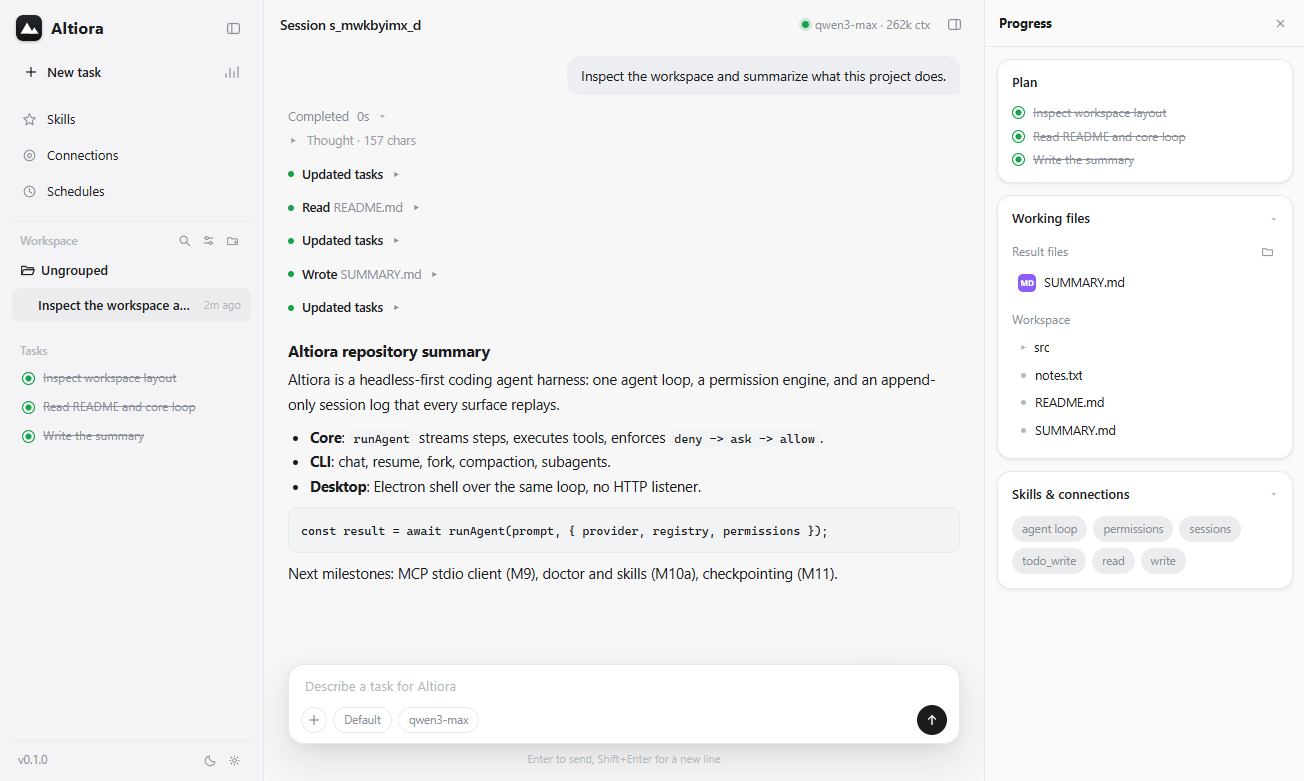 Altiora
New task
Skills
Connections
Schedules
Workspace
Ungrouped
Inspect the workspace a... 2m ago
Tasks
Inspect workspace layout
Read README and core loop
Write the summary
v0.1.0
Session s_mwkbyimx_d
qwen3-max · 262k ctx
Inspect the workspace and summarize what this project does.
Completed 0s
Thought · 157 chars
Updated tasks
Read README.md
Updated tasks
Wrote SUMMARY.md
Updated tasks
Altiora repository summary
Altiora is a headless-first coding agent harness: one agent loop, a permission engine, and an append-
only session log that every surface replays.
• Core: runAgent streams steps, executes tools, enforces deny -> ask -> allow.
• CLI: chat, resume, fork, compaction, subagents.
• Desktop: Electron shell over the same loop, no HTTP listener.
const result = await runAgent(prompt, { provider, registry, permissions });
Next milestones: MCP stdio client (M9), doctor and skills (M10a), checkpointing (M11).
Describe a task for Altiora
Default qwen3-max
Enter to send, Shift+Enter for a new line
Progress
Plan
Inspect workspace layout
Read README and core loop
Write the summary
Working files
Result files
MD SUMMARY.md
Workspace
src
notes.txt
README.md
SUMMARY.md
Skills & connections
agent loop permissions sessions
todo_write read write